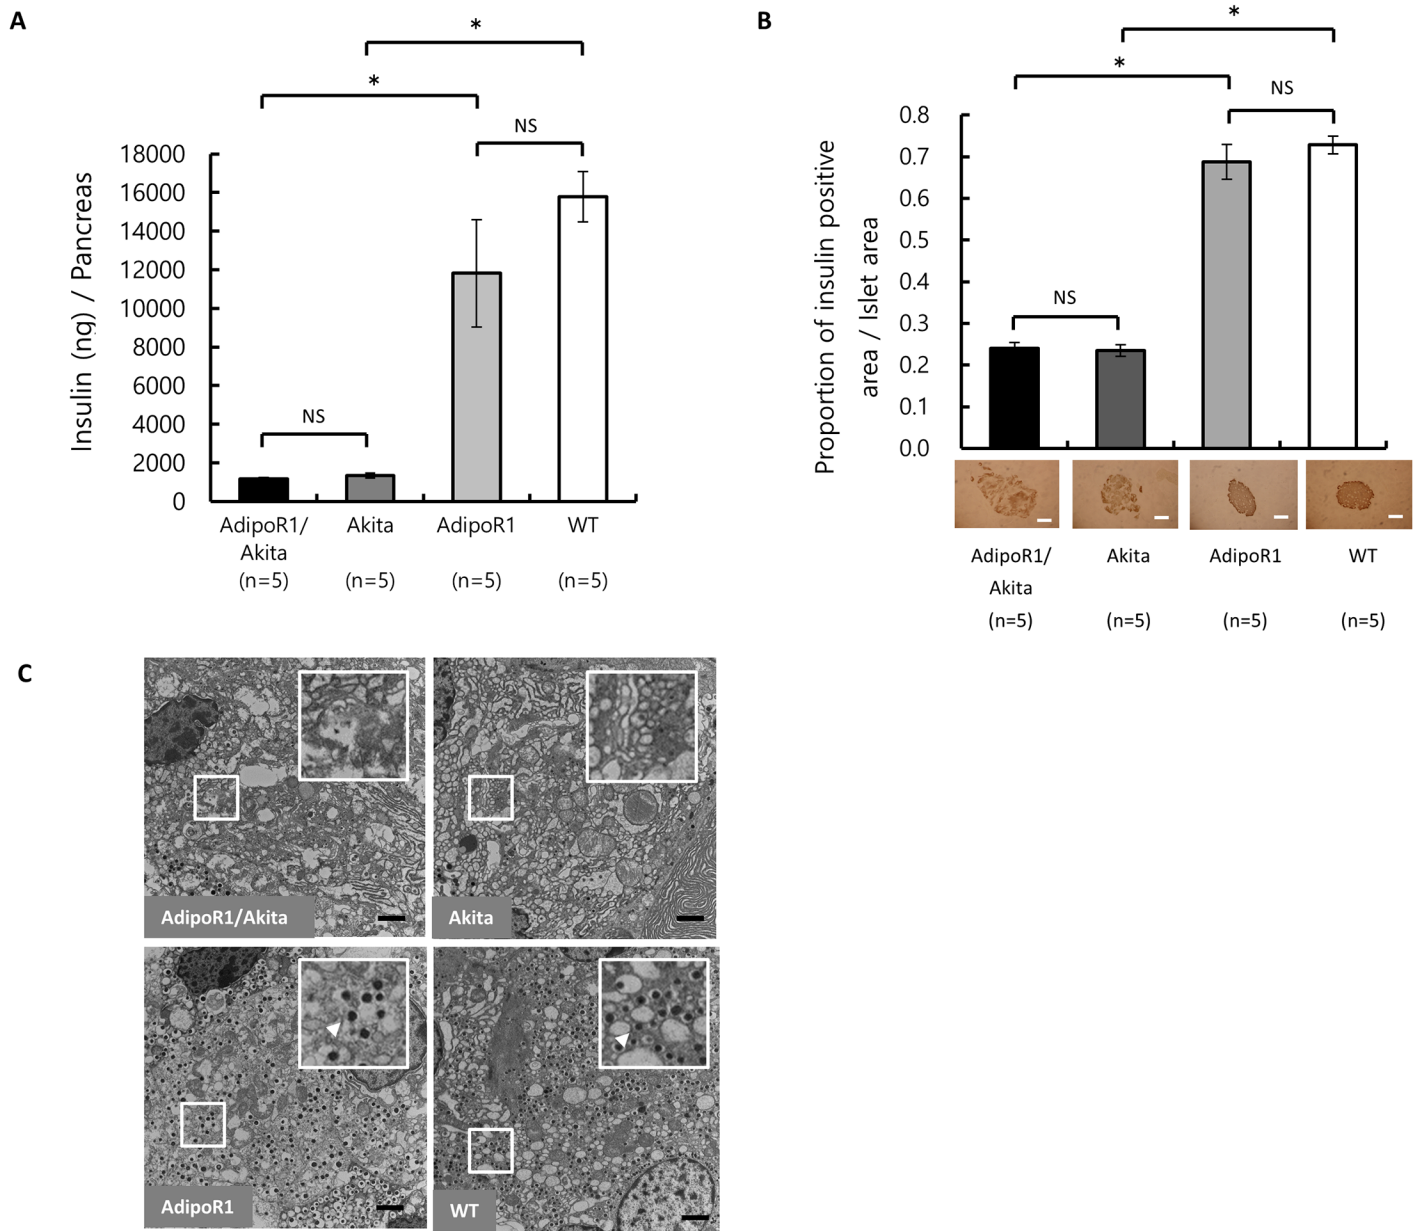 A
*
*
NS
18000
16000
14000
12000
10000
8000
6000
4000
2000
0
Insulin (ng) / Pancreas
NS
AdipoR1/
Akita
(n=5)
Akita
(n=5)
AdipoR1
(n=5)
WT
(n=5)
B
*
*
NS
0.8
0.7
0.6
0.5
0.4
0.3
0.2
0.1
0.0
Proportion of insulin positive
area / Islet area
NS
AdipoR1/
Akita
(n=5)
Akita
(n=5)
AdipoR1
(n=5)
WT
(n=5)
C
AdipoR1/Akita
Akita
AdipoR1
WT